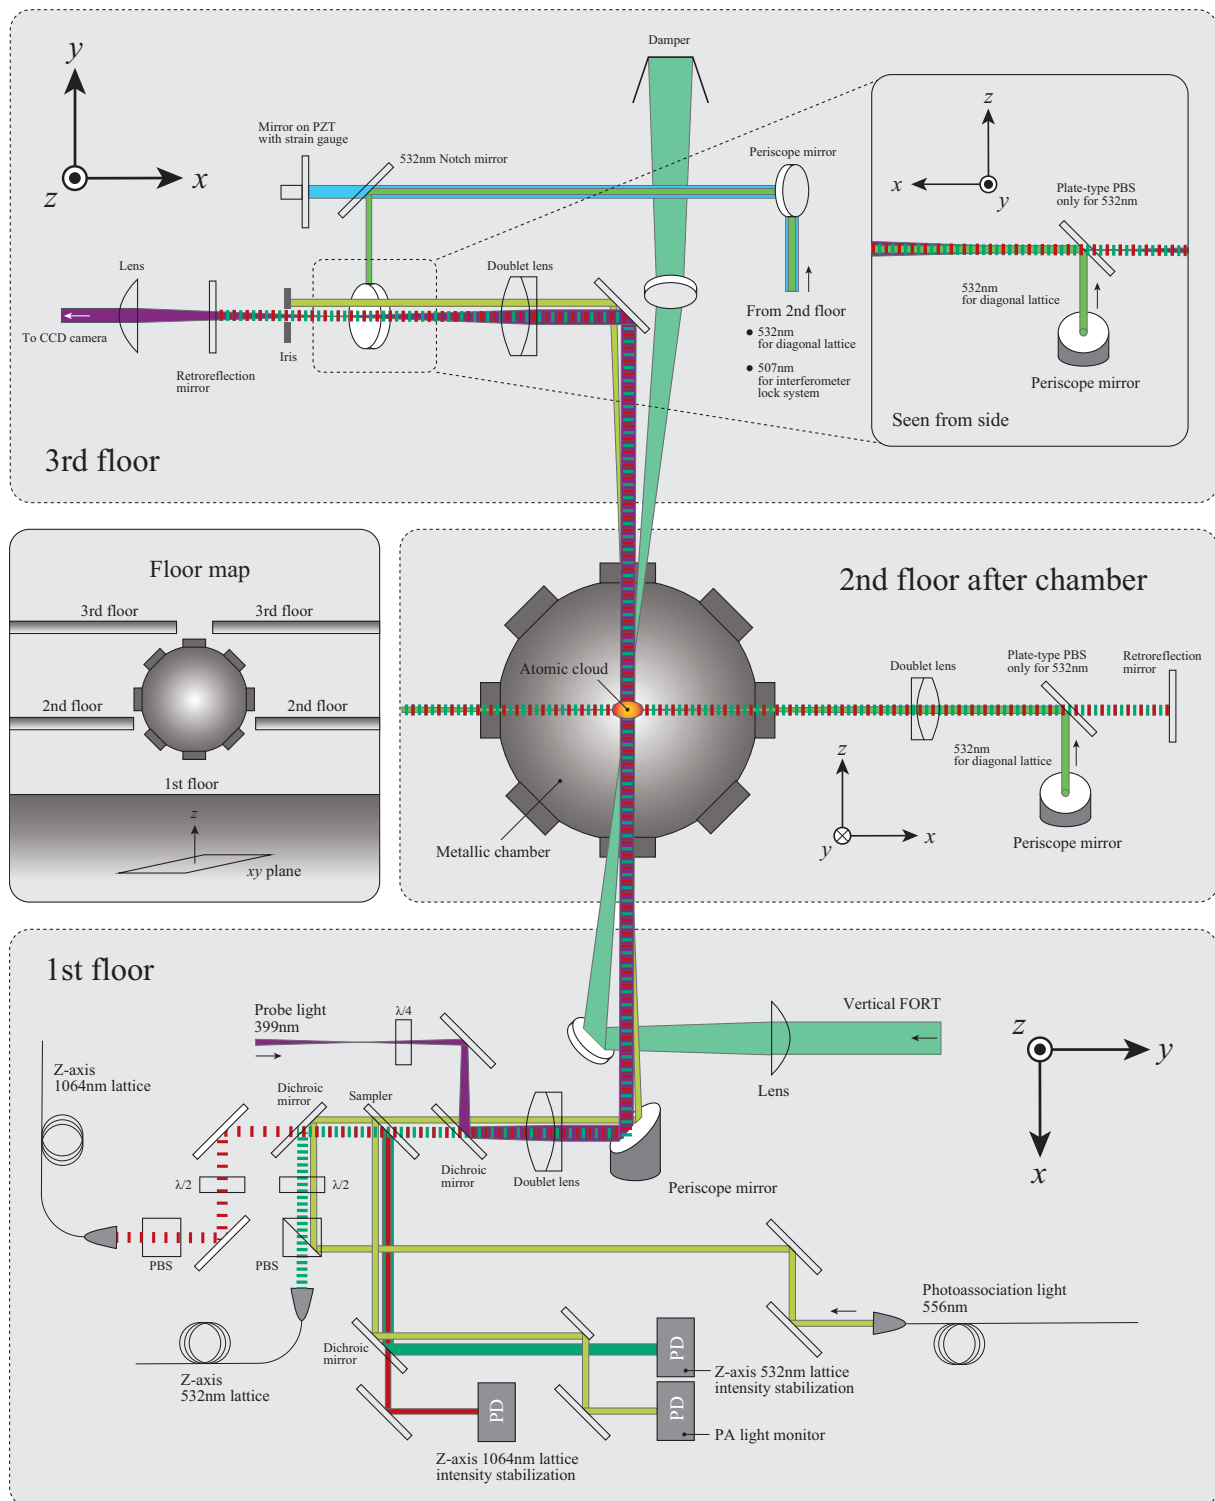 y
x
z
Damper
Mirror on PZT
with strain gauge
532nm Notch mirror
Periscope mirror
z
x
y
Plate-type PBS
only for 532nm
532nm
for diagonal lattice
Periscope mirror
Seen from side
Lens
Doublet lens
To CCD camera
Iris
Retroreflection
mirror
From 2nd floor
532nm
for diagonal lattice
507nm
for interferometer
lock system
3rd floor
Floor map
3rd floor
3rd floor
2nd floor
2nd floor
1st floor
z
xy plane
2nd floor after chamber
Atomic cloud
Doublet lens
Plate-type PBS
only for 532nm
Retroreflection
mirror
532nm
for diagonal lattice
z
y
x
Periscope mirror
Metallic chamber
1st floor
Probe light
399nm
λ/4
Vertical FORT
Lens
z
y
x
Z-axis
1064nm lattice
Dichroic
mirror
Sampler
λ/2
λ/2
Dichroic
mirror
Doublet lens
Periscope mirror
PBS
PBS
Photoassociation light
556nm
Dichroic
mirror
Z-axis
532nm lattice
PD
Z-axis 532nm lattice
intensity stabilization
PD
PD
PA light monitor
Z-axis 1064nm lattice
intensity stabilization